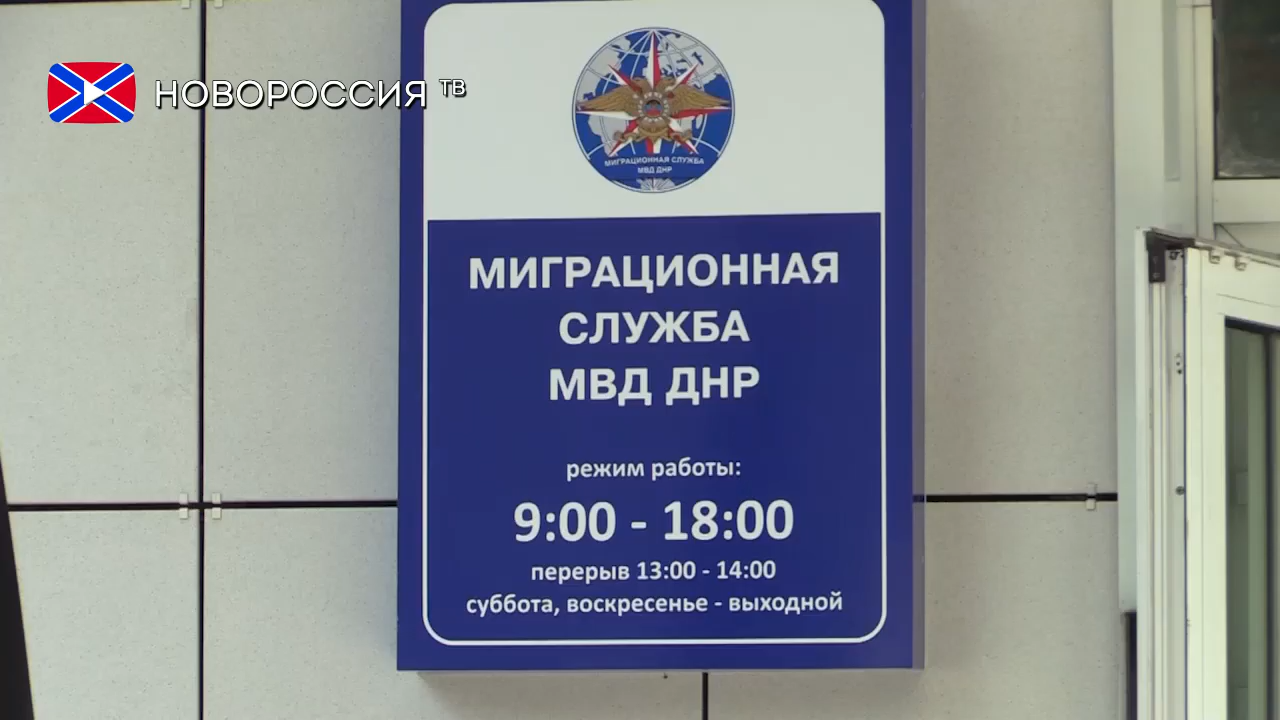 НОВОРОССИЯ ТВ
МИГРАЦИОННАЯ СЛУЖБА
МВД ДНР
МИГРАЦИОННАЯ
СЛУЖБА
МВД ДНР
режим работы:
9:00 - 18:00
перерыв 13:00 - 14:00
суббота, воскресенье - выходной